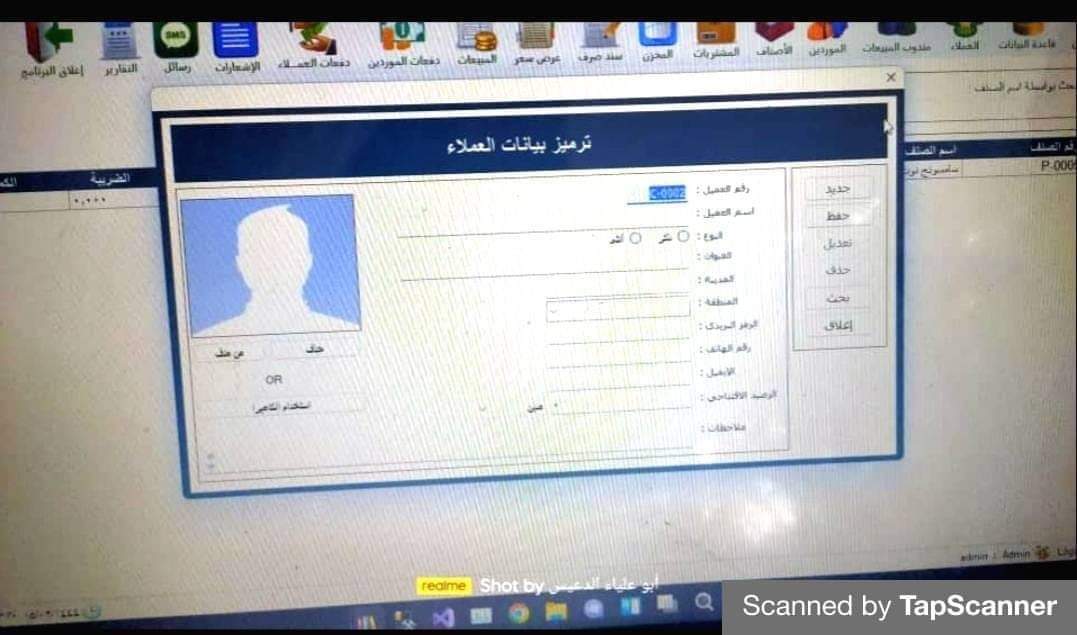 قاعدة البيانات
العملاء
مندوب المبيعات
الموردين
الأصناف
المشتريات
المخزن
سند صرف
عرض سعر
المبيعات
دفعات الموردين
دفعات العمـــلاء
الإشعارات
رسائل
التقارير
إغلاق البرنامج
SMS
بحث بواسطة اسم الصنف
رقم الصنف
اسم الصنف
الضريبة
P-0005
سامسونج نوت
٠,٠٠٠
ترميز بيانات العملاء
رقم العميل :
C-0002
اسم العميل :
النوع :
ذكر
أنثى
العنوان :
المدينة :
المنطقة :
الرمز البريدي :
رقم الهاتف :
الإيميل :
الرصيد الافتتاحي :
ملاحظات :
جديد
حفظ
تعديل
حذف
بحث
إغلاق
حذف
من ملف
OR
استخدام الكاميرا
admin : Admin
realme Shot by أبو علياء الدعيس
Scanned by TapScanner